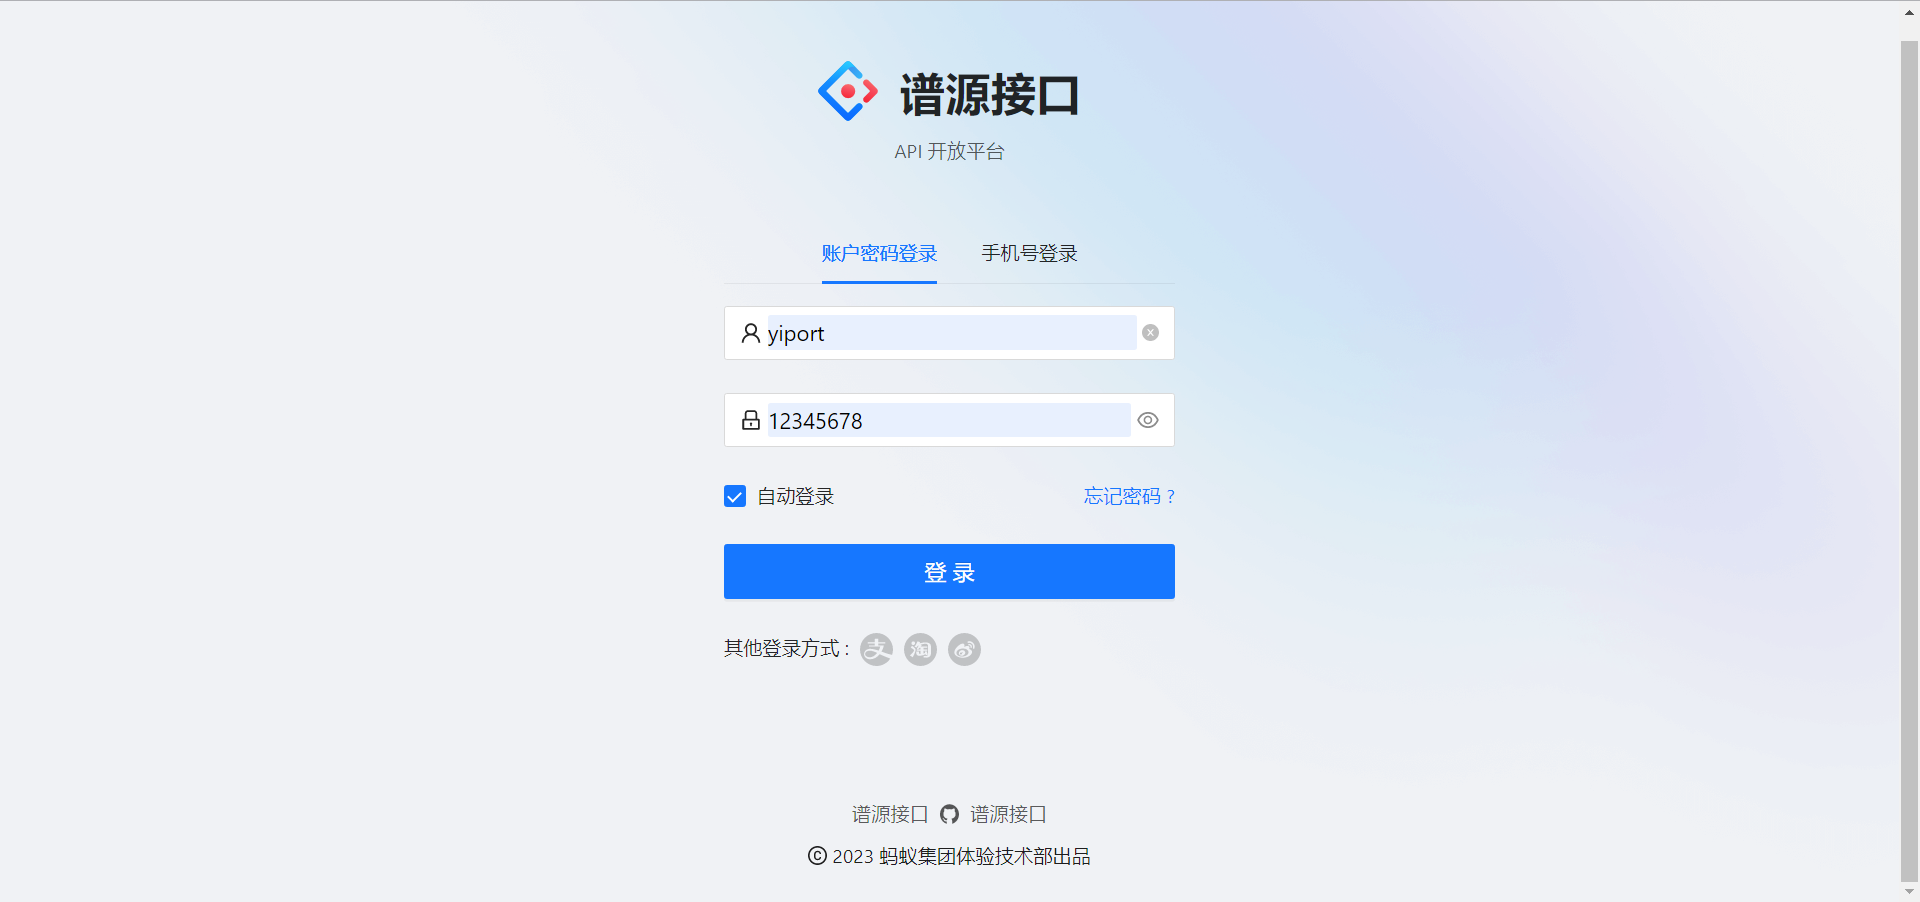 谱源接口
API 开放平台
账户密码登录 手机号登录
yiport
12345678
自动登录 忘记密码 ?
登 录
其他登录方式 :
支 淘
谱源接口 谱源接口
© 2023 蚂蚁集团体验技术部出品